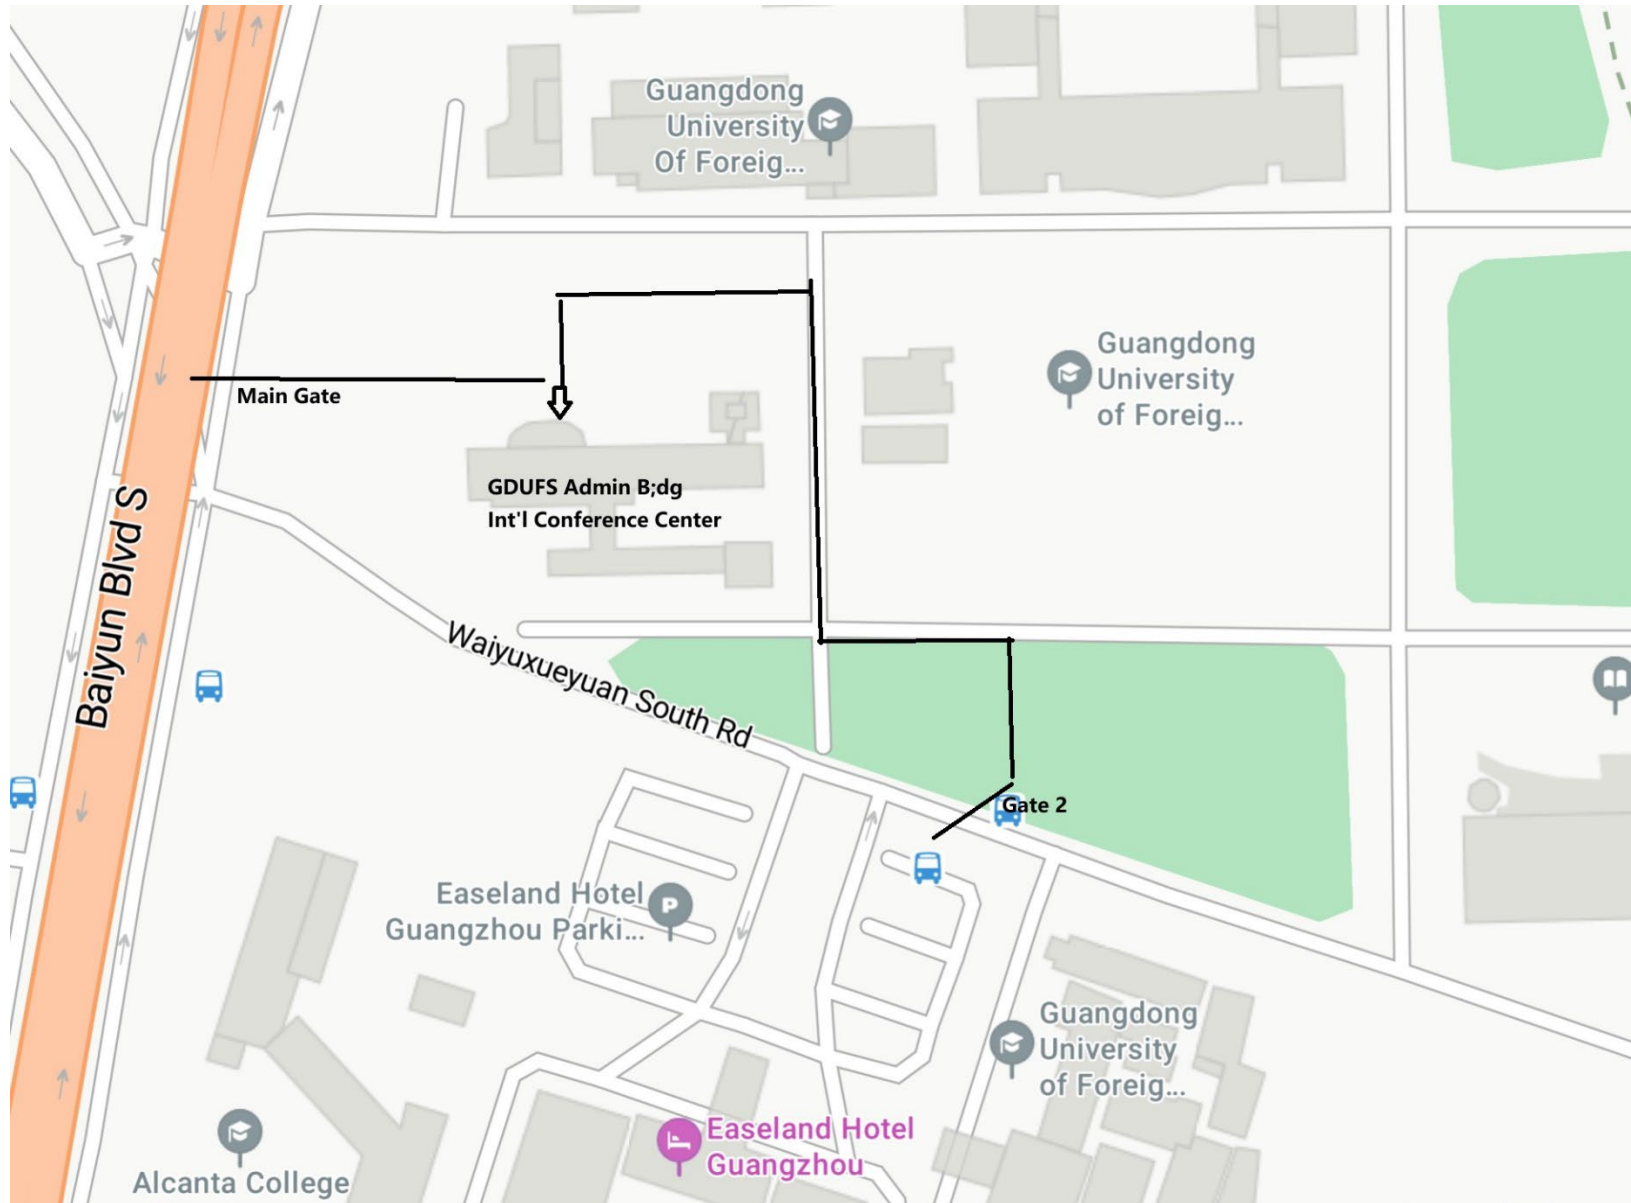 Guangdong
University
Of Foreig...
Main Gate
Guangdong
University
of Foreig...
GDUFS Admin B;dg
Int'l Conference Center
Baiyun Blvd S
Waiyuxueyuan South Rd
Gate 2
Easeland Hotel
Guangzhou Parki...
P
Guangdong
University
of Foreig...
Easeland Hotel
Guangzhou
Alcanta College